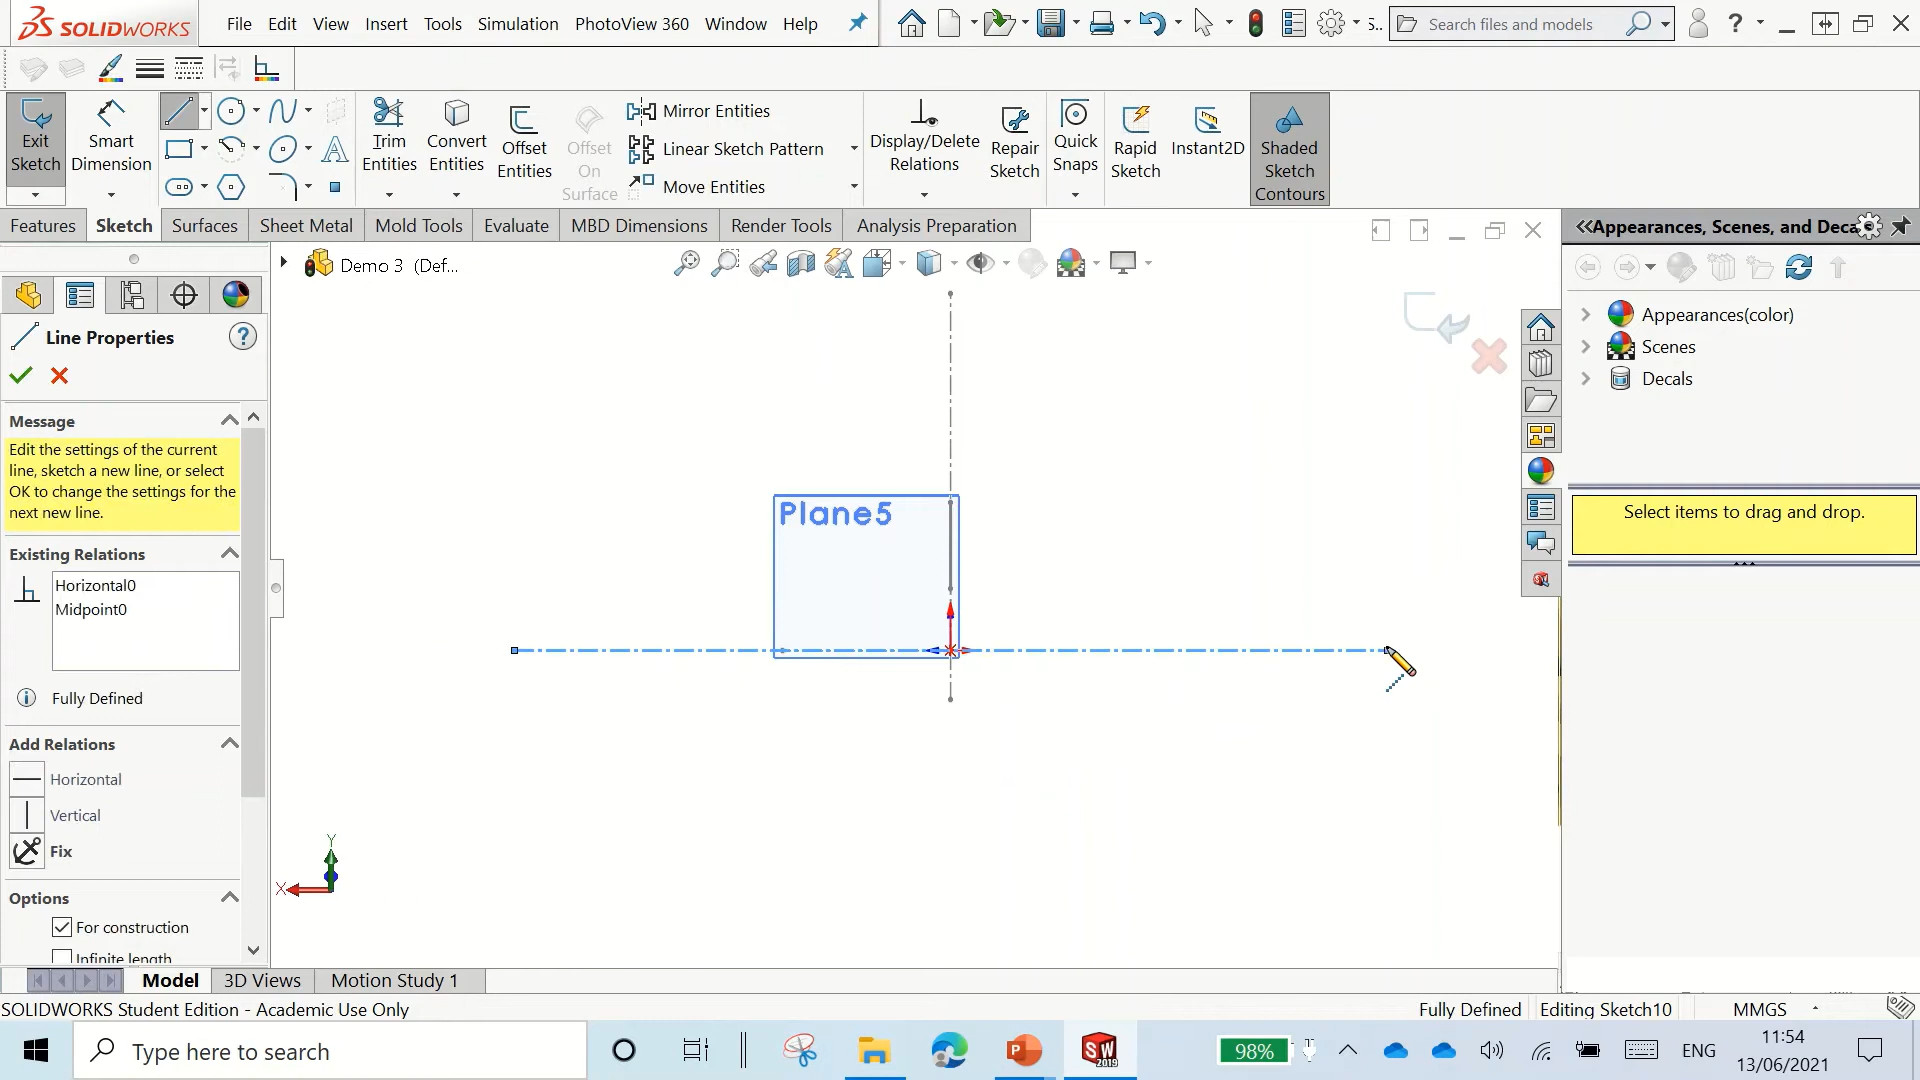 SOLIDWORKS File Edit View Insert Tools Simulation PhotoView 360 Window Help 5.. Search files and models ?
Exit Sketch
Smart Dimension
Trim Entities
Convert Entities
Offset Entities
Offset On Surface
Mirror Entities
Linear Sketch Pattern
Move Entities
Display/Delete Relations
Repair Sketch
Quick Snaps
Rapid Sketch
Instant2D
Shaded Sketch Contours
Features Sketch Surfaces Sheet Metal Mold Tools Evaluate MBD Dimensions Render Tools Analysis Preparation
Appearances, Scenes, and Deca
Demo 3 (Def...
Line Properties
?
Message
Edit the settings of the current
line, sketch a new line, or select
OK to change the settings for the
next new line.
Existing Relations
Horizontal0
Midpoint0
Fully Defined
Add Relations
Horizontal
Vertical
Fix
Options
For construction
Infinite length
Plane5
Y
X
Appearances(color)
Scenes
Decals
Select items to drag and drop.
Model 3D Views Motion Study 1
SOLIDWORKS Student Edition - Academic Use Only Fully Defined Editing Sketch10 MMGS
Type here to search
P
SW
2019
98%
ENG
11:54
13/06/2021